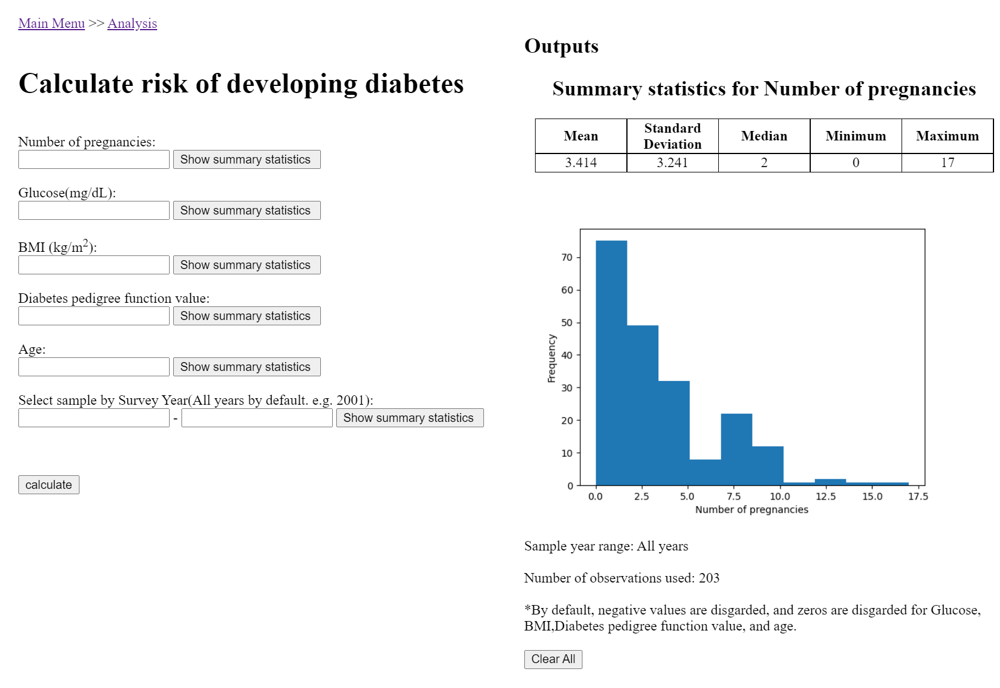 Main Menu >> Analysis
Calculate risk of developing diabetes
Number of pregnancies:
Show summary statistics
Glucose(mg/dL):
Show summary statistics
BMI (kg/m²):
Show summary statistics
Diabetes pedigree function value:
Show summary statistics
Age:
Show summary statistics
Select sample by Survey Year(All years by default. e.g. 2001):
- Show summary statistics
calculate
Outputs
Summary statistics for Number of pregnancies
Mean Standard Deviation Median Minimum Maximum
3.414 3.241 2 0 17
70
60
50
40
30
20
10
0
Frequency
0.0 2.5 5.0 7.5 10.0 12.5 15.0 17.5
Number of pregnancies
Sample year range: All years
Number of observations used: 203
*By default, negative values are disgarded, and zeros are disgarded for Glucose,
BMI,Diabetes pedigree function value, and age.
Clear All